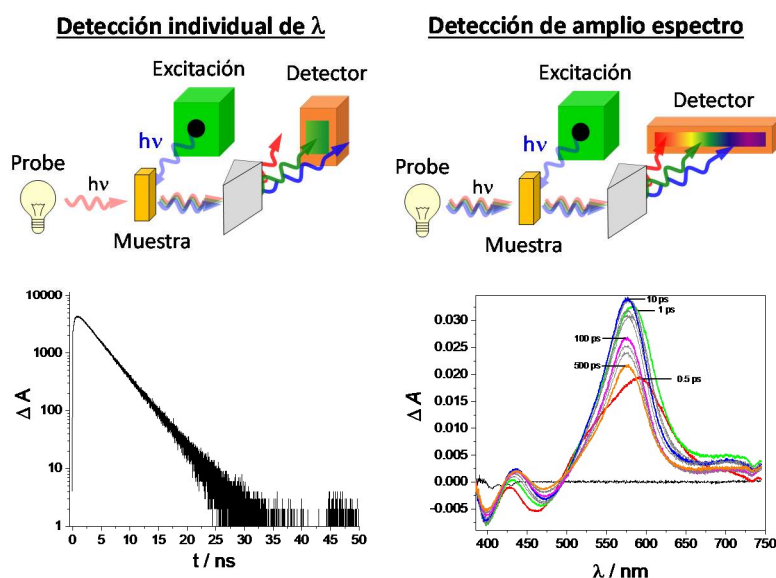 Detección individual de λ
Excitación
Detector
hν
Probe
hν
Muestra
Detección de amplio espectro
Excitación
Detector
hν
Probe
hν
Muestra
10000
1000
100
10
1
Δ A
0 5 10 15 20 25 30 35 40 45 50
t / ns
0.030
0.025
0.020
0.015
0.010
0.005
0.000
-0.005
Δ A
10 ps
1 ps
100 ps
500 ps
0.5 ps
400 450 500 550 600 650 700 750
λ / nm